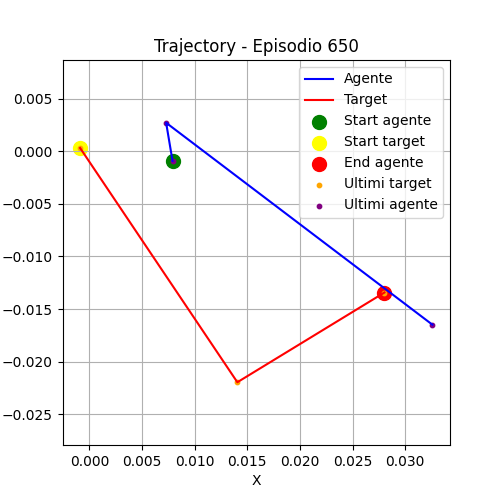 Trajectory - Episodio 650
Agente
Target
Start agente
Start target
End agente
Ultimi target
Ultimi agente
0.005
0.000
−0.005
−0.010
−0.015
−0.020
−0.025
0.000 0.005 0.010 0.015 0.020 0.025 0.030
X